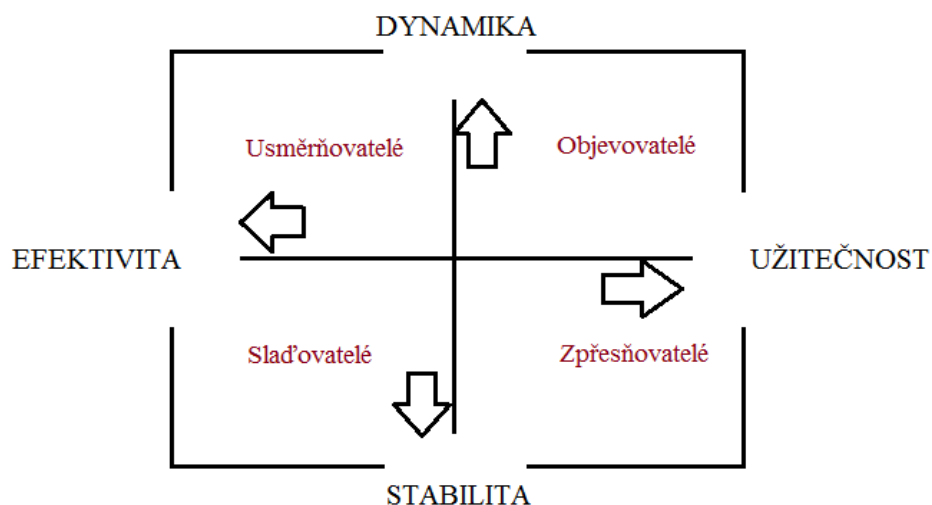 DYNAMIKA
Usměrňovatelé
Objevovatelé
EFEKTIVITA
UŽITEČNOST
Slaďovatelé
Zpřesňovatelé
STABILITA